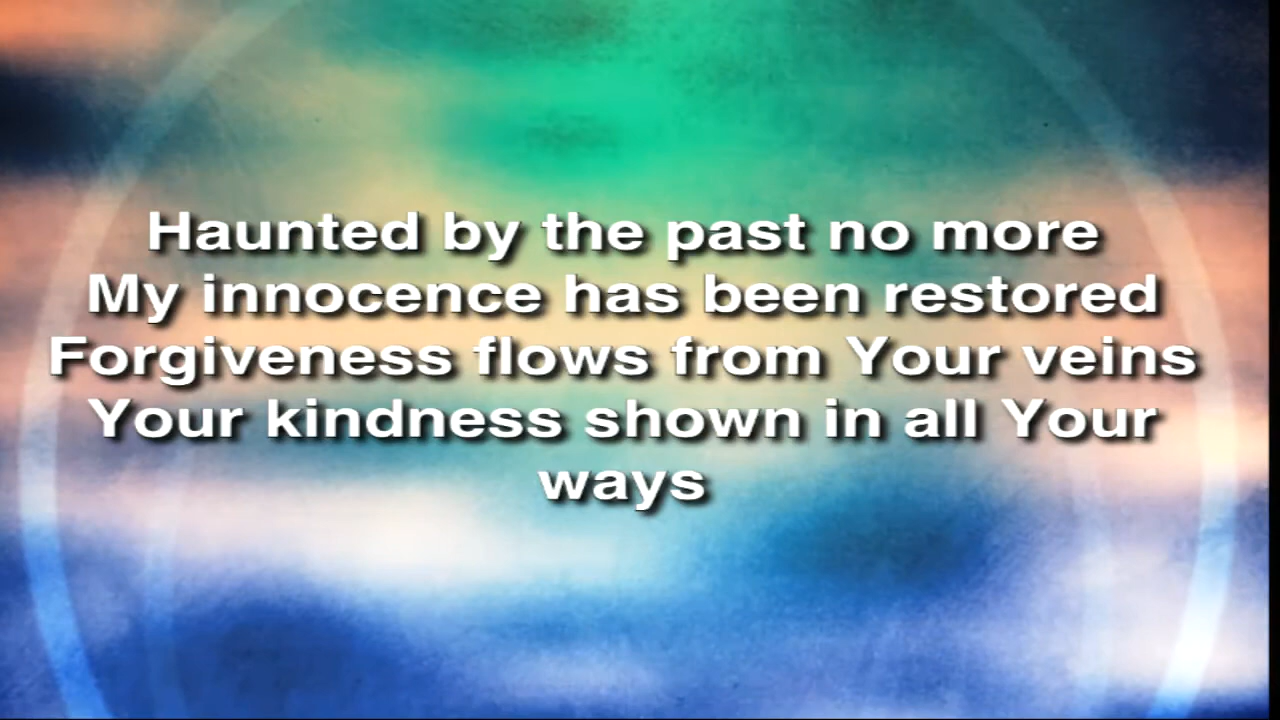 Haunted by the past no more
My innocence has been restored
Forgiveness flows from Your veins
Your kindness shown in all Your
ways